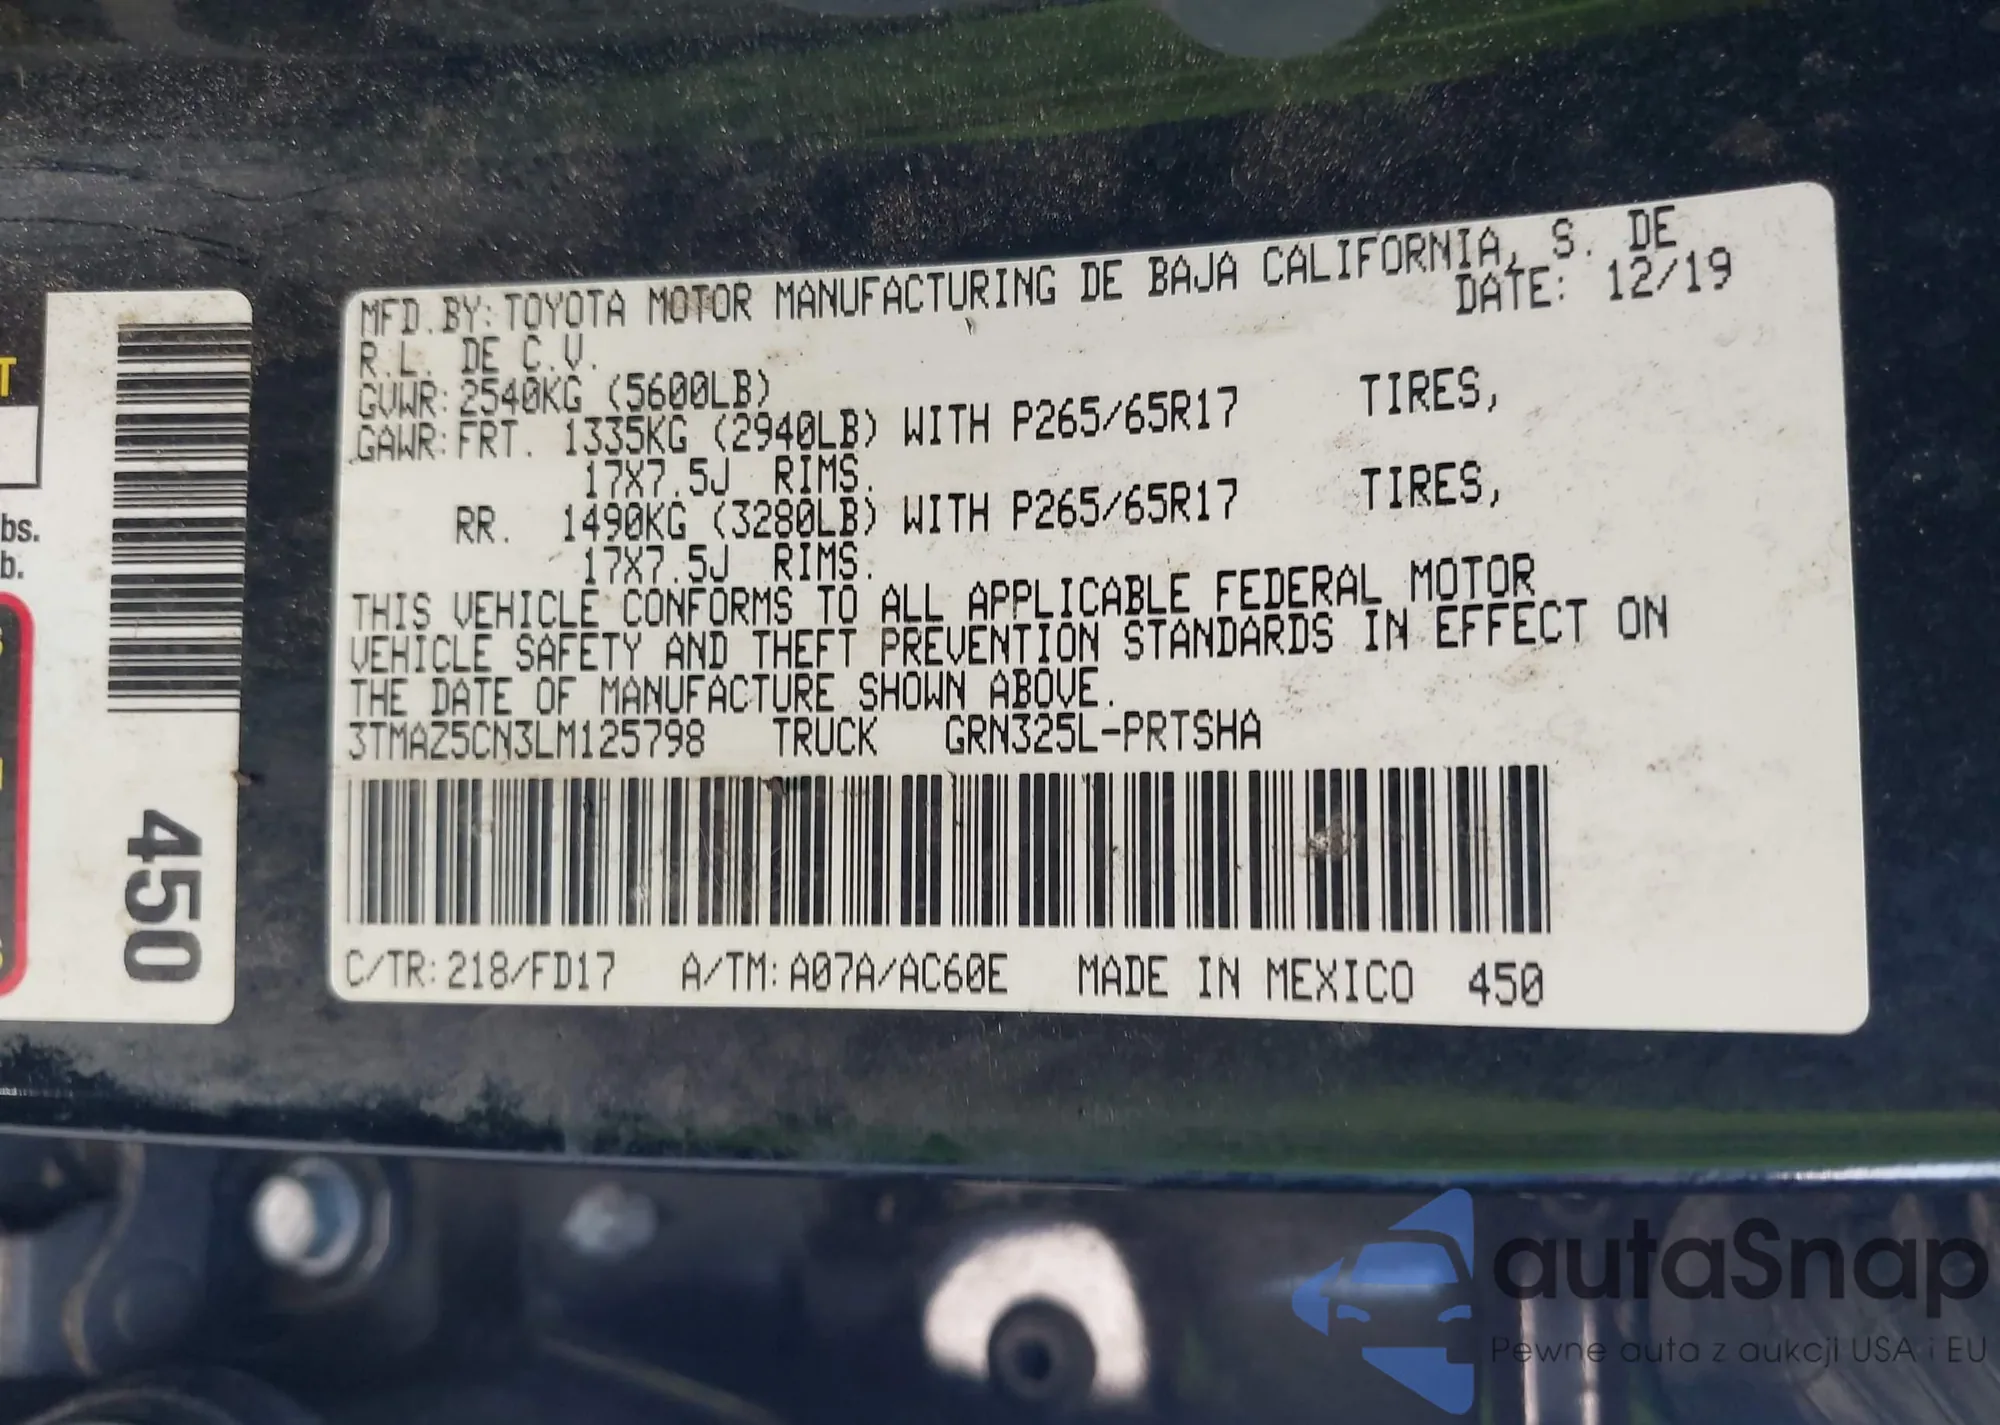 MFD.BY:TOYOTA MOTOR MANUFACTURING DE BAJA CALIFORNIA, S. DE
R.L. DE C.V. DATE: 12/19
GVWR:2540KG (5600LB)
GAWR:FRT. 1335KG (2940LB) WITH P265/65R17 TIRES,
17X7.5J RIMS.
RR. 1490KG (3280LB) WITH P265/65R17 TIRES,
17X7.5J RIMS.
THIS VEHICLE CONFORMS TO ALL APPLICABLE FEDERAL MOTOR
VEHICLE SAFETY AND THEFT PREVENTION STANDARDS IN EFFECT ON
THE DATE OF MANUFACTURE SHOWN ABOVE.
3TMAZ5CN3LM125798 TRUCK GRN325L-PRTSHA
C/TR:218/FD17 A/TM:A07A/AC60E MADE IN MEXICO 450
T
bs.
b.
450
autaSnap
Pewne auta z aukcji USA i EU